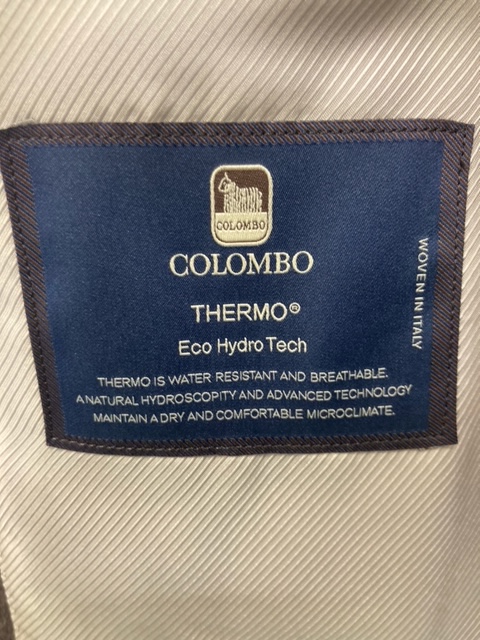 COLOMBO
COLOMBO
THERMO®
Eco Hydro Tech
THERMO IS WATER RESISTANT AND BREATHABLE.
A NATURAL HYDROSCOPITY AND ADVANCED TECHNOLOGY
MAINTAIN A DRY AND COMFORTABLE MICROCLIMATE.
WOVEN IN ITALY